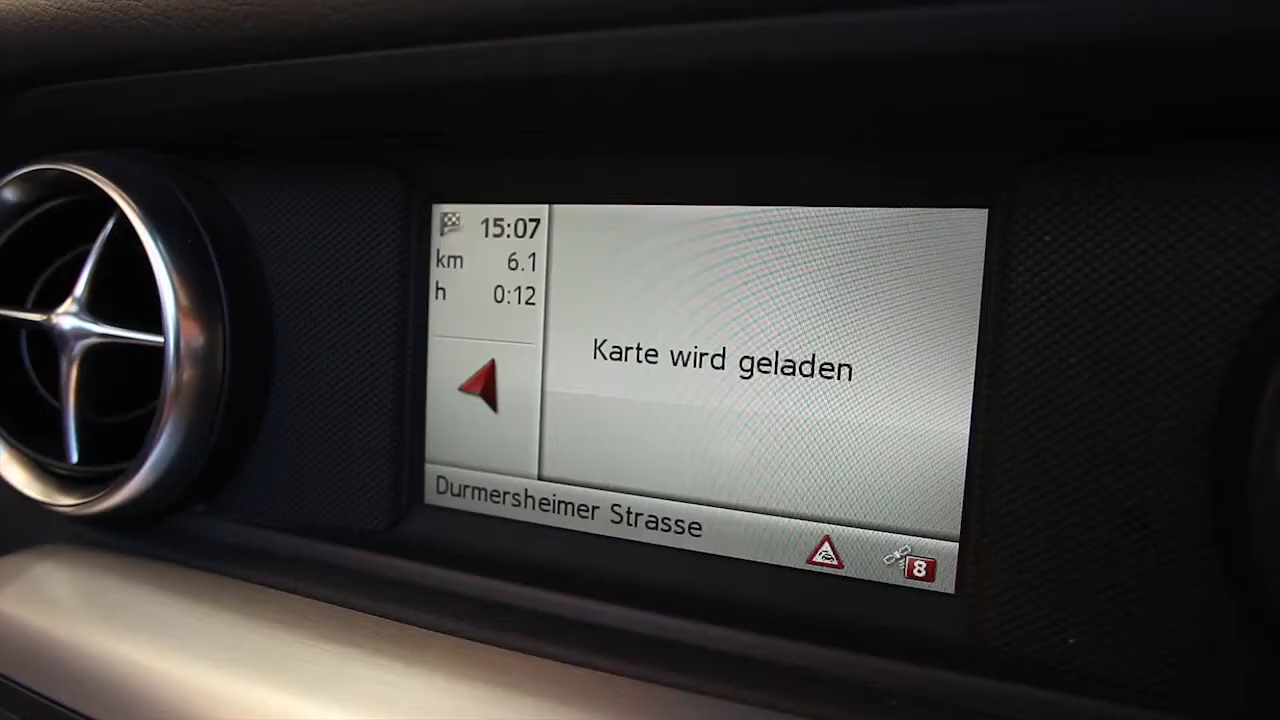 15:07
km 6.1
h 0:12
Karte wird geladen
Durmersheimer Strasse
8